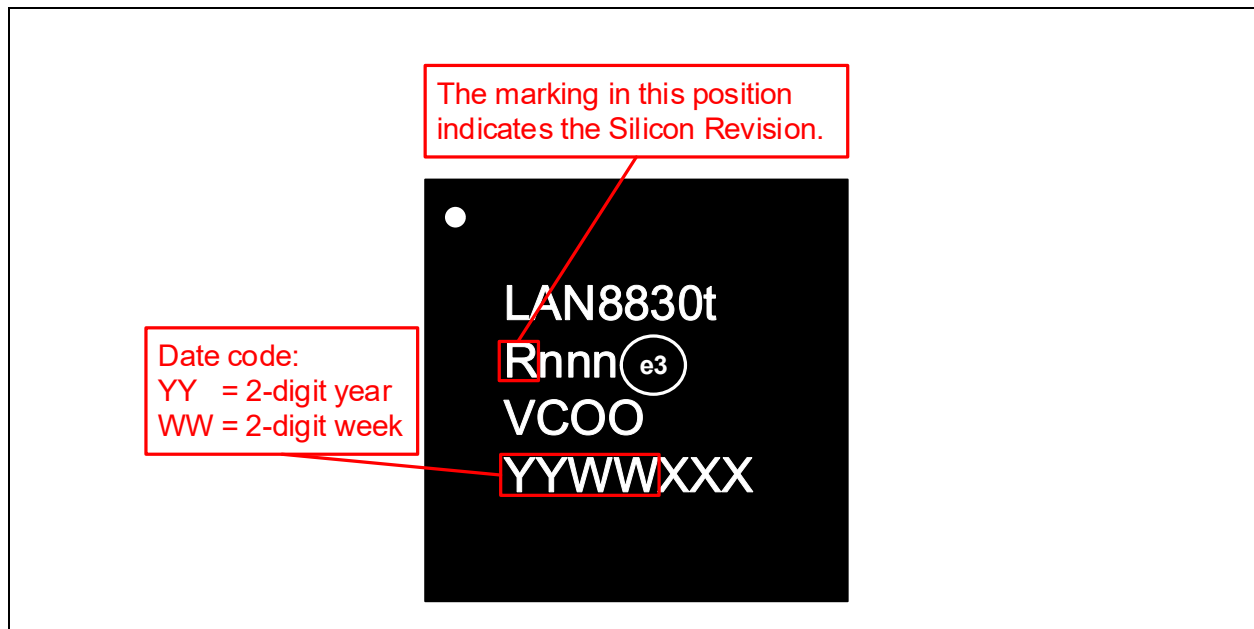 The marking in this position
indicates the Silicon Revision.
LAN8830t
Rnnn e3
VCOO
YYWWXXX
Date code:
YY = 2-digit year
WW = 2-digit week